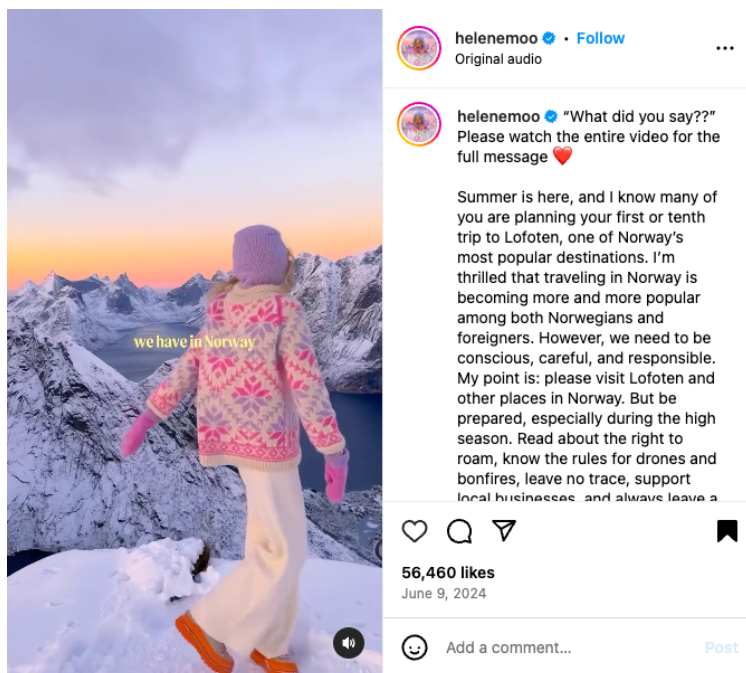 we have in Norway
helenemoo • Follow
Original audio
...
helenemoo “What did you say??”
Please watch the entire video for the
full message ❤️
Summer is here, and I know many of
you are planning your first or tenth
trip to Lofoten, one of Norway’s
most popular destinations. I’m
thrilled that traveling in Norway is
becoming more and more popular
among both Norwegians and
foreigners. However, we need to be
conscious, careful, and responsible.
My point is: please visit Lofoten and
other places in Norway. But be
prepared, especially during the high
season. Read about the right to
roam, know the rules for drones and
bonfires, leave no trace, support
local businesses, and always leave a
56,460 likes
June 9, 2024
Add a comment...
Post